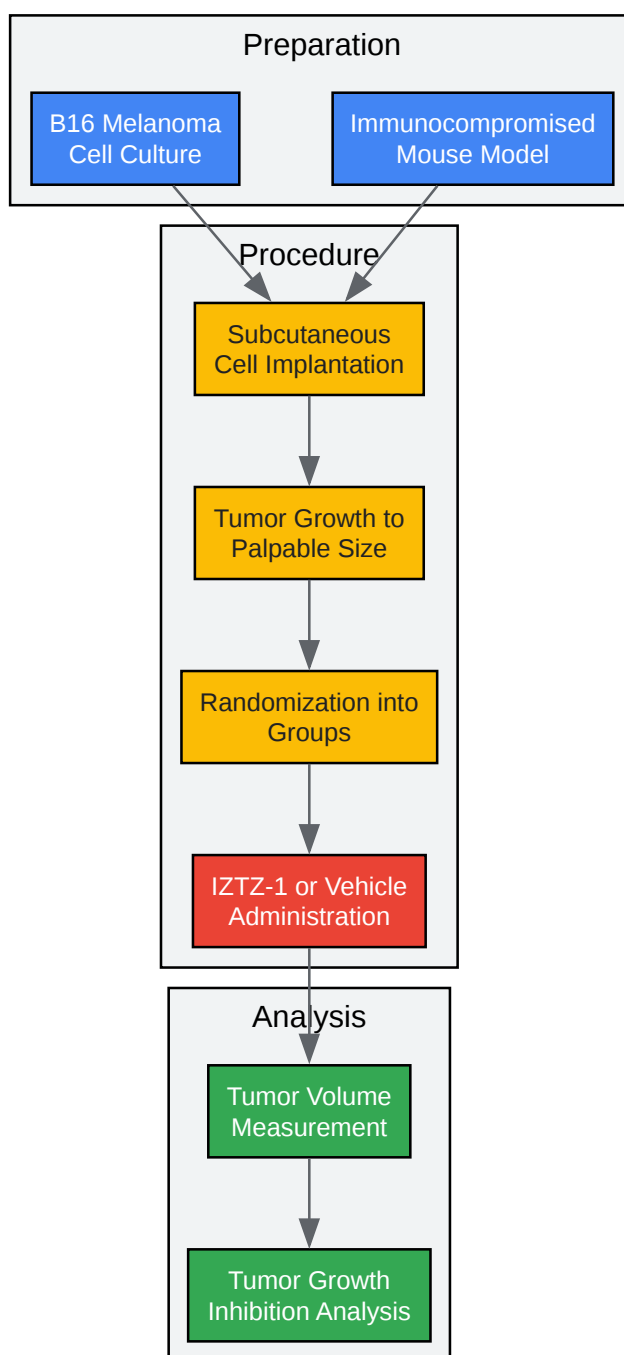 Preparation
B16 Melanoma
Cell Culture
Immunocompromised
Mouse Model
Procedure
Subcutaneous
Cell Implantation
Tumor Growth to
Palpable Size
Randomization into
Groups
IZTZ-1 or Vehicle
Administration
Analysis
Tumor Volume
Measurement
Tumor Growth
Inhibition Analysis